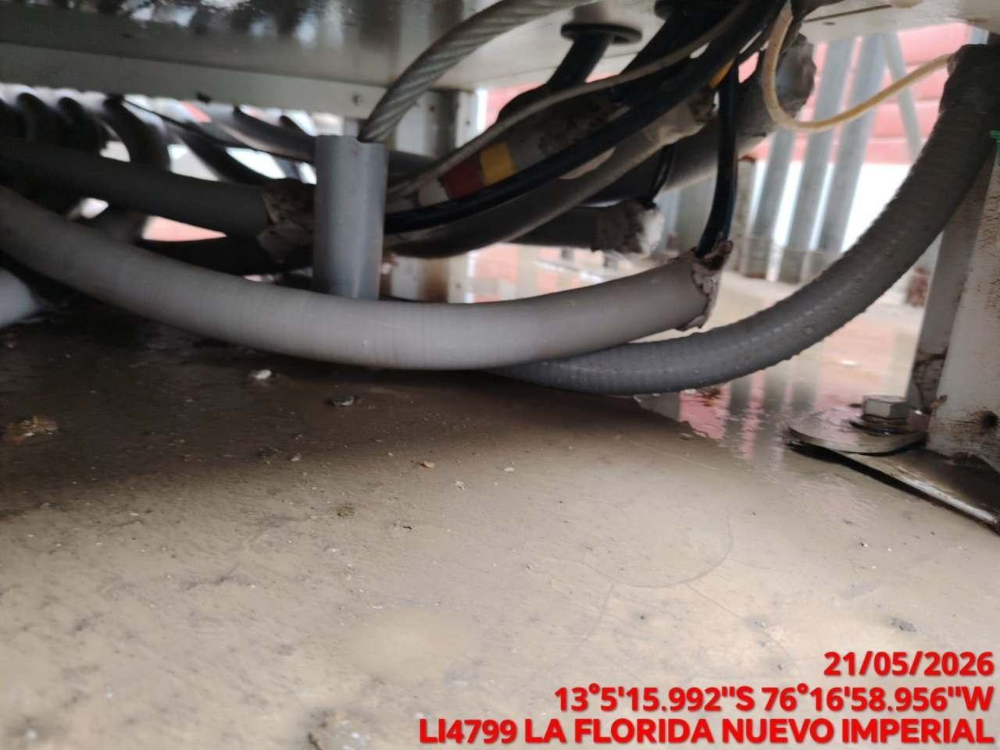 21/05/2026
13°5'15.992"S 76°16'58.956"W
LI4799 LA FLORIDA NUEVO IMPERIAL